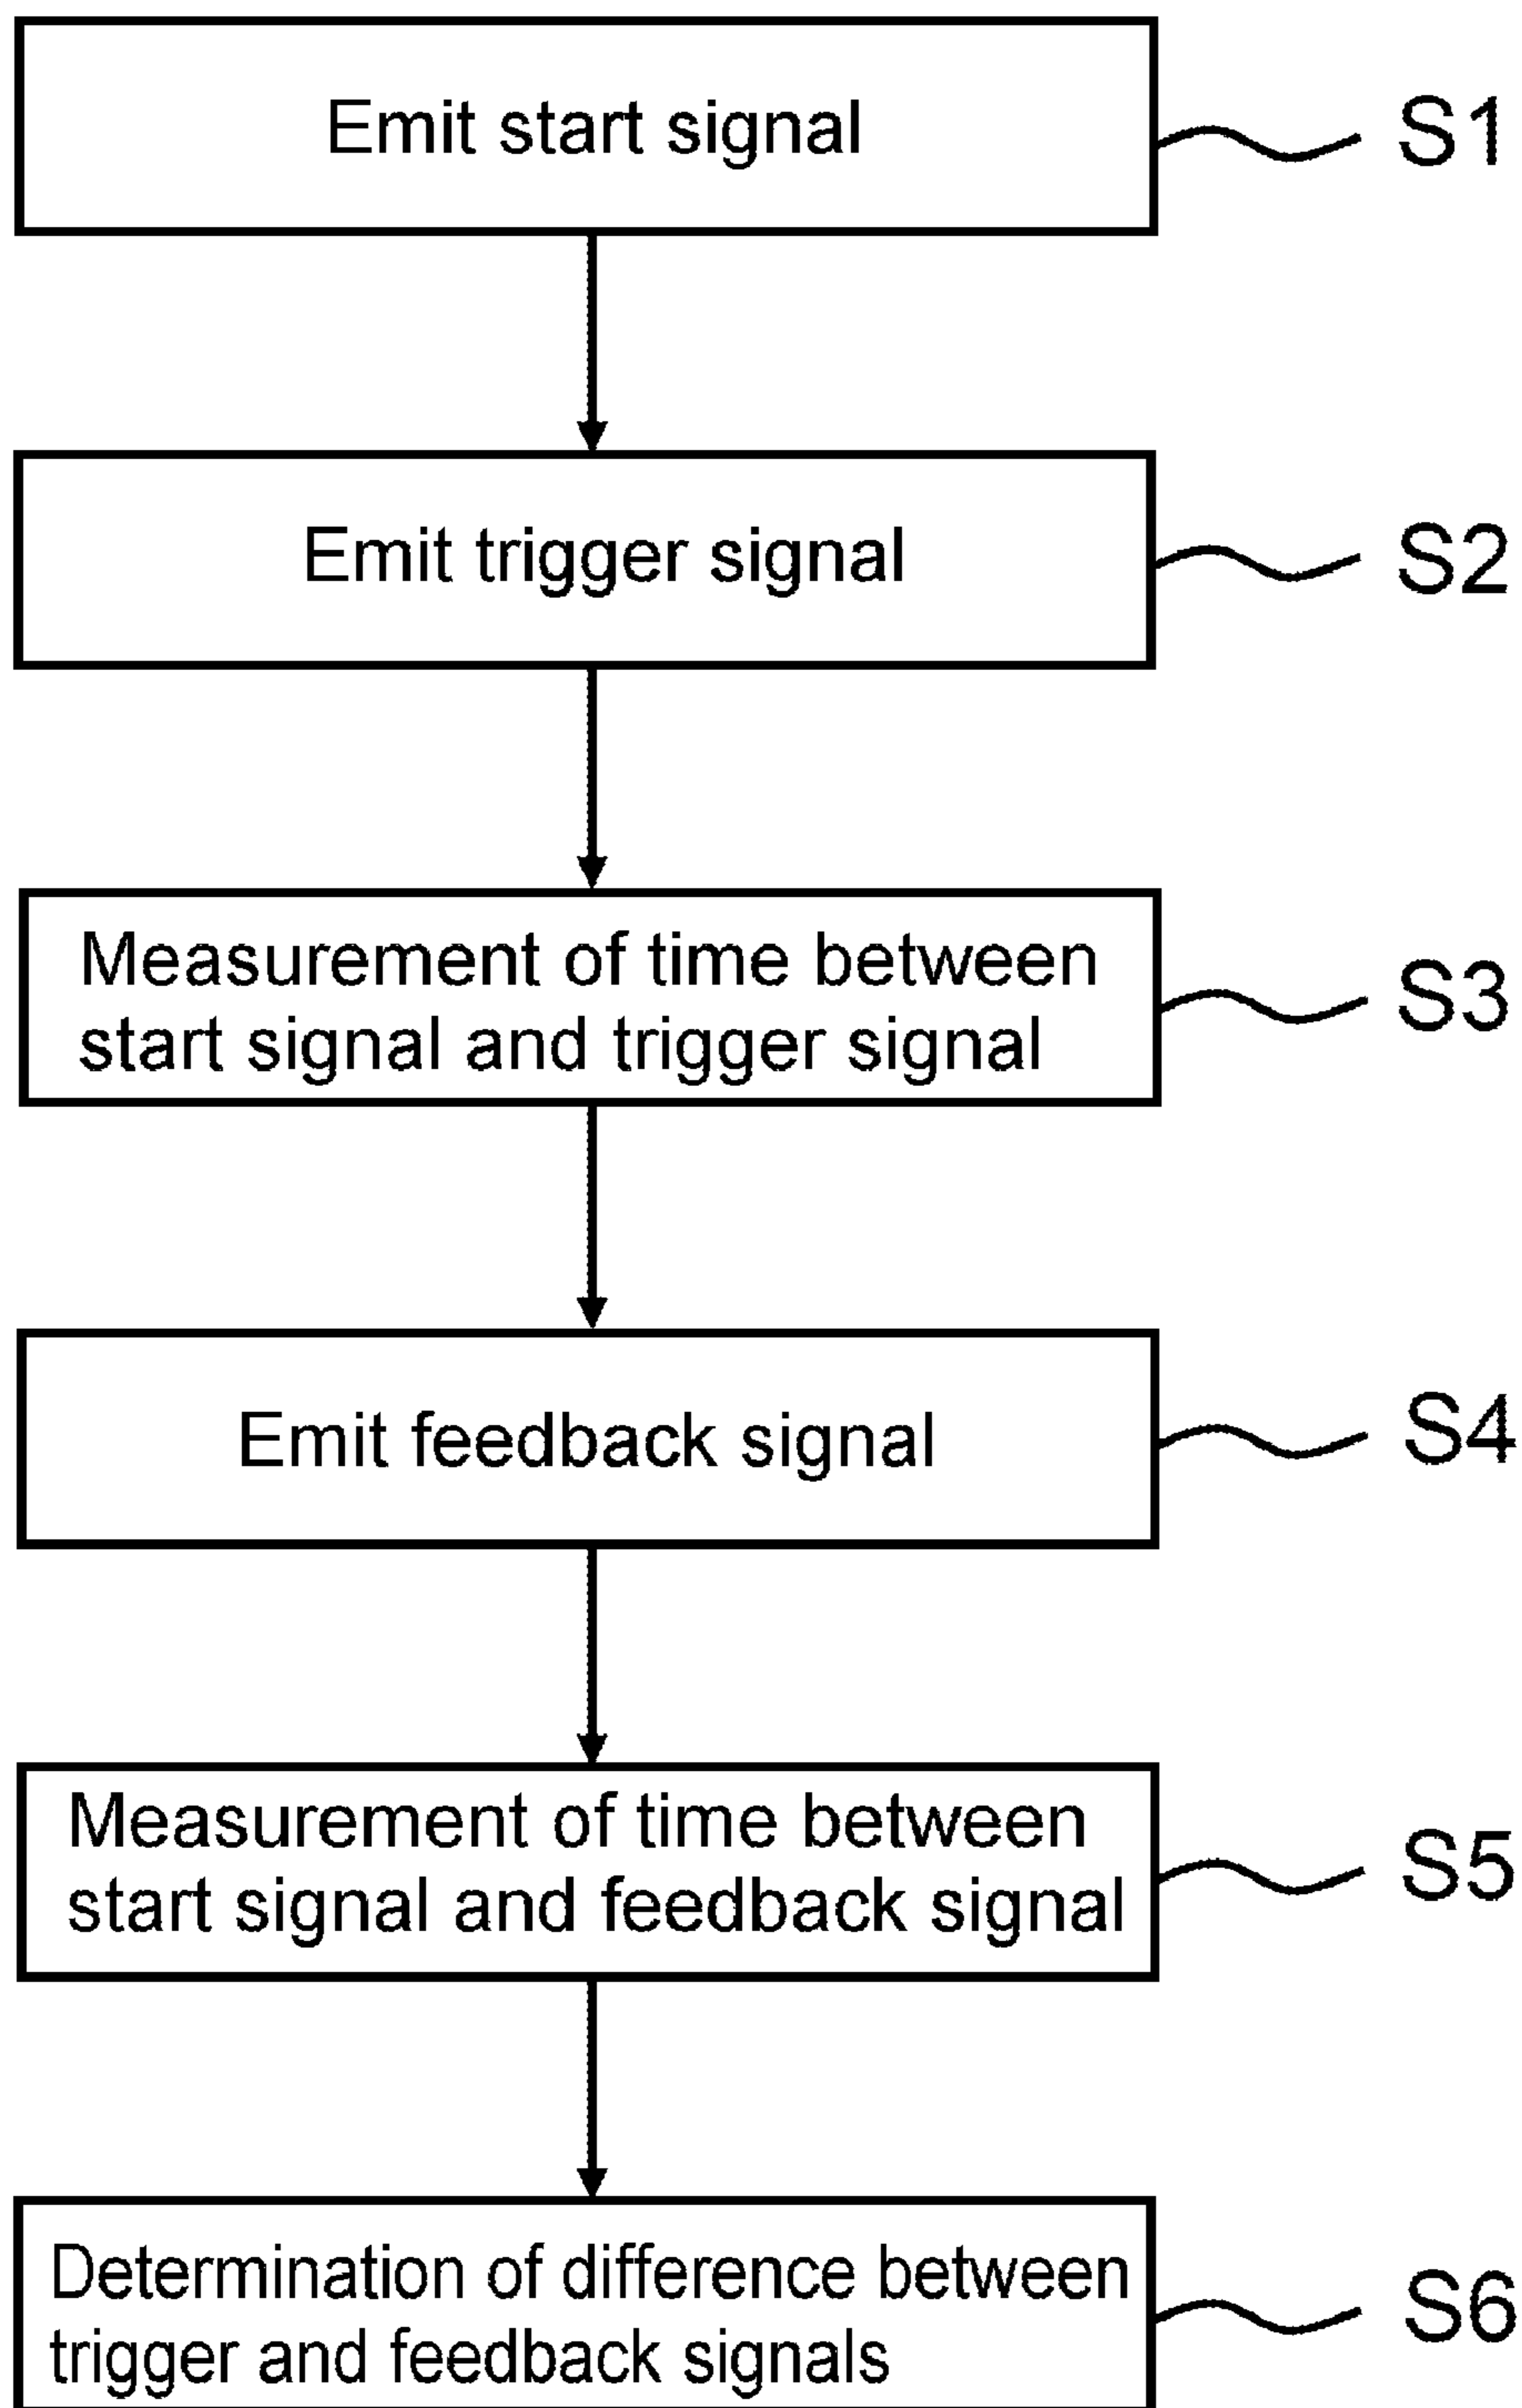 Emit start signal
S1
Emit trigger signal
S2
Measurement of time between
start signal and trigger signal
S3
Emit feedback signal
S4
Measurement of time between
start signal and feedback signal
S5
Determination of difference between
trigger and feedback signals
S6